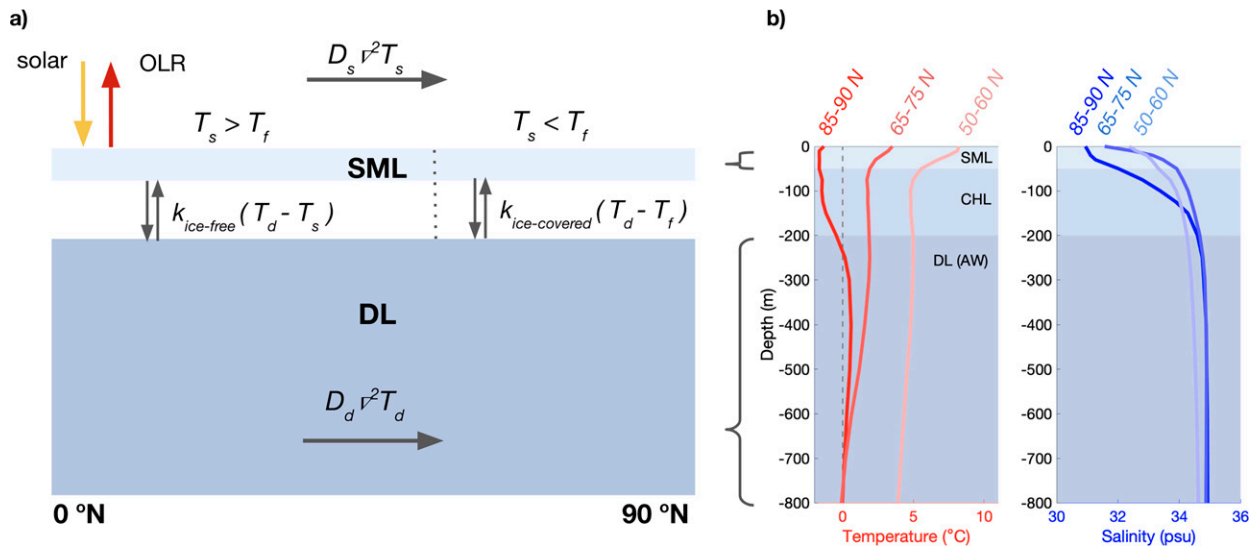 a)
solar
OLR
D_s ∇²T_s
T_s > T_f
T_s < T_f
SML
k_ice-free (T_d - T_s)
k_ice-covered (T_d - T_f)
DL
D_d ∇²T_d
0 ºN
90 ºN
b)
85-90 N
65-75 N
50-60 N
0
-100
-200
-300
-400
-500
-600
-700
-800
Depth (m)
SML
CHL
DL (AW)
0
5
10
Temperature (°C)
85-90 N
65-75 N
50-60 N
0
-100
-200
-300
-400
-500
-600
-700
-800
30
32
34
36
Salinity (psu)